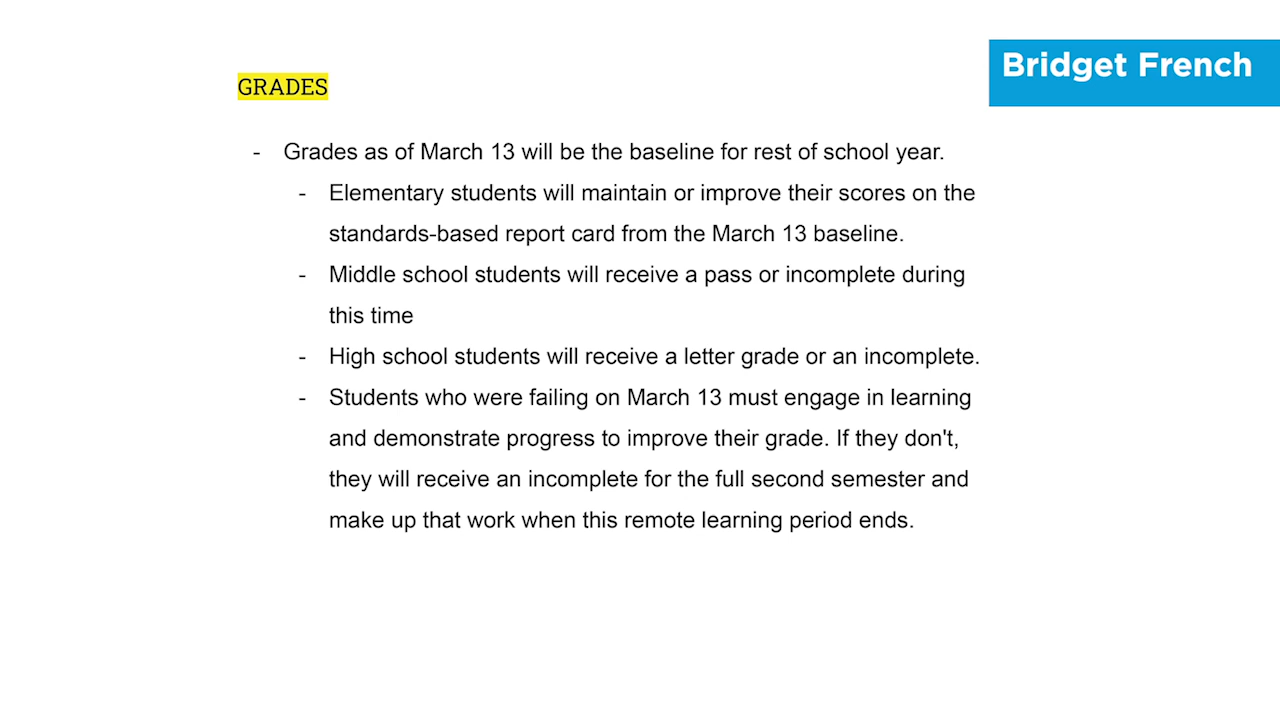 Bridget French
GRADES
- Grades as of March 13 will be the baseline for rest of school year.
- Elementary students will maintain or improve their scores on the
standards-based report card from the March 13 baseline.
- Middle school students will receive a pass or incomplete during
this time
- High school students will receive a letter grade or an incomplete.
- Students who were failing on March 13 must engage in learning
and demonstrate progress to improve their grade. If they don't,
they will receive an incomplete for the full second semester and
make up that work when this remote learning period ends.